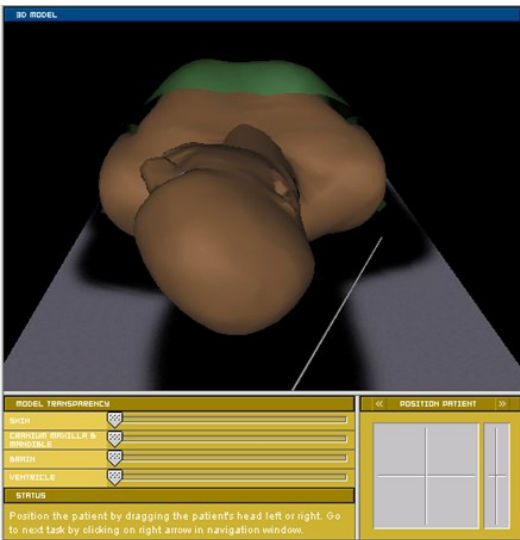 3D MODEL
MODEL TRANSPARENCY
SKIN
CRANIUM MAXILLA &
MANDIBLE
BRAIN
VENTRICLE
STATUS
Position the patient by dragging the patient's head left or right. Go
to next task by clicking on right arrow in navigation window.
« POSITION PATIENT »